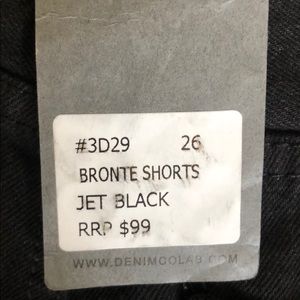 #3D29 26
BRONTE SHORTS
JET BLACK
RRP $99
WWW.DENIMCOLAB.COM